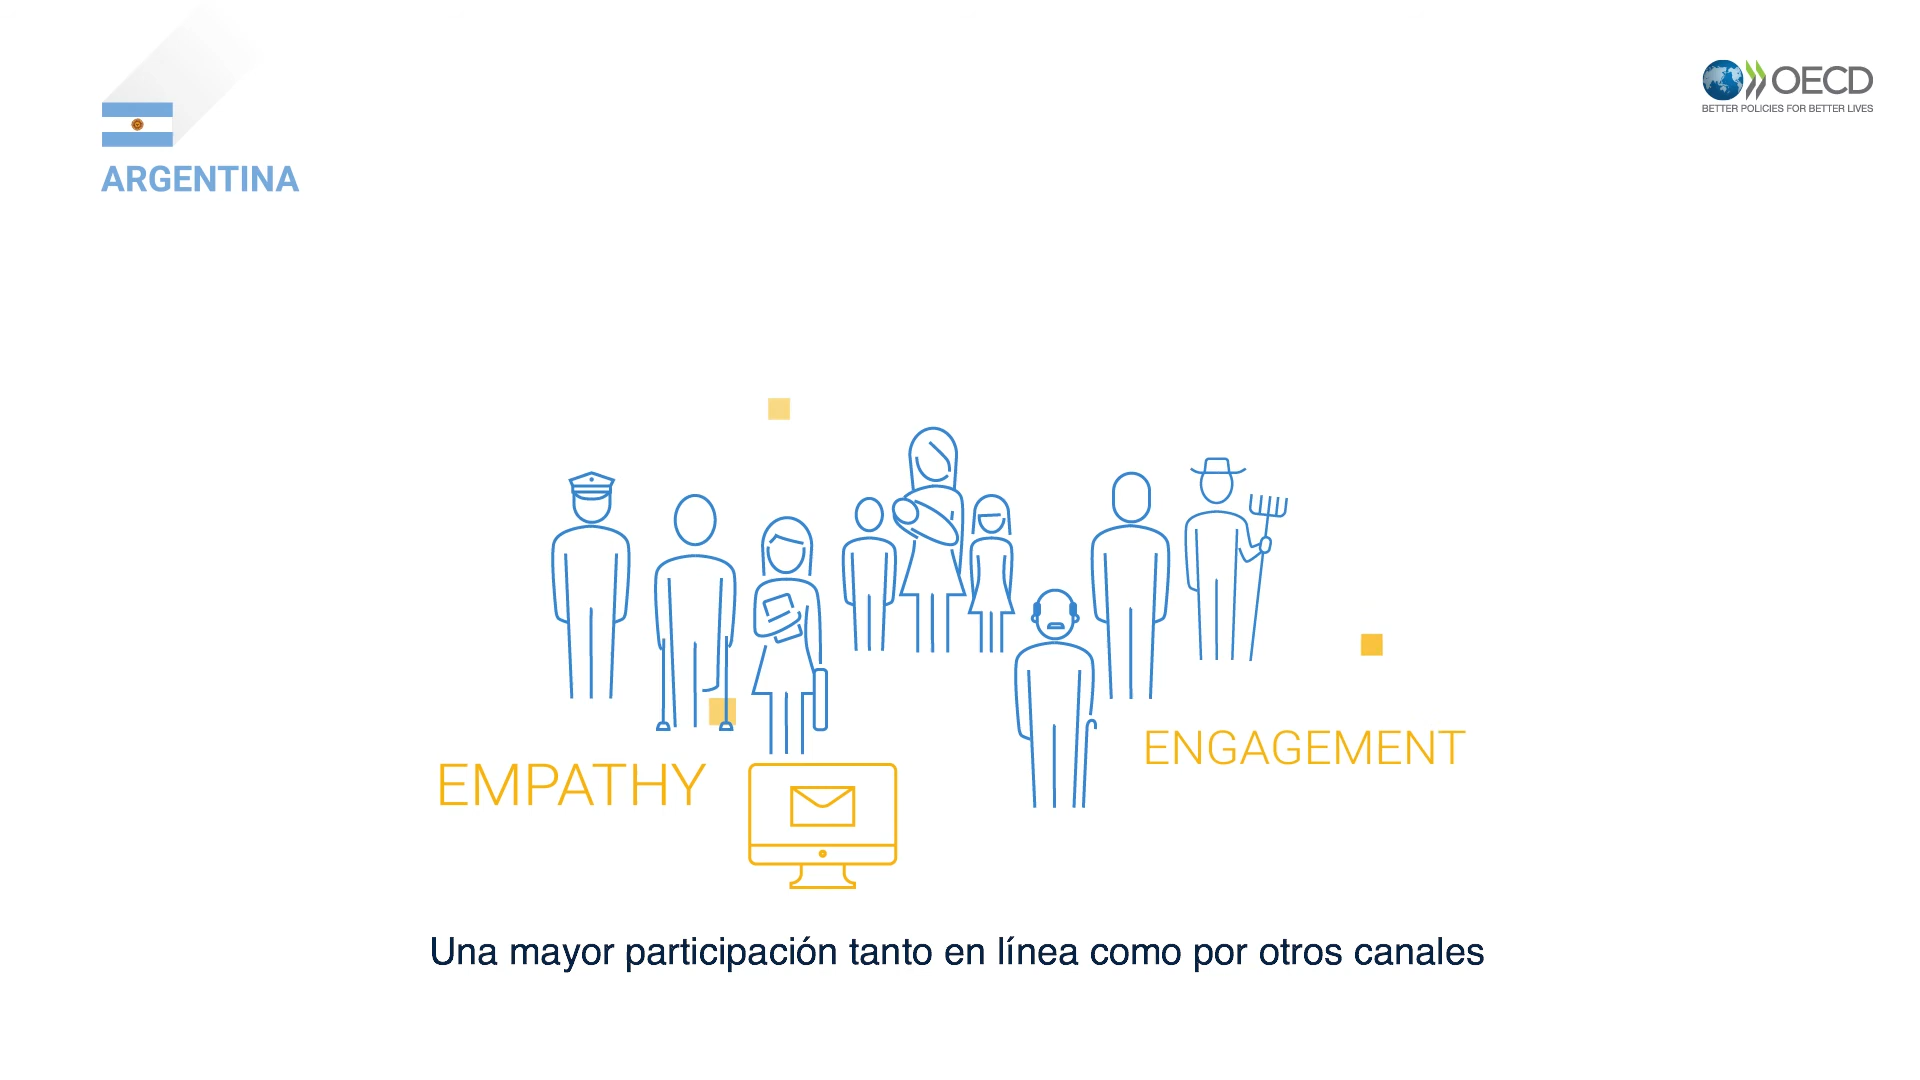 OECD
BETTER POLICIES FOR BETTER LIVES
ARGENTINA
ENGAGEMENT
EMPATHY
Una mayor participación tanto en línea como por otros canales